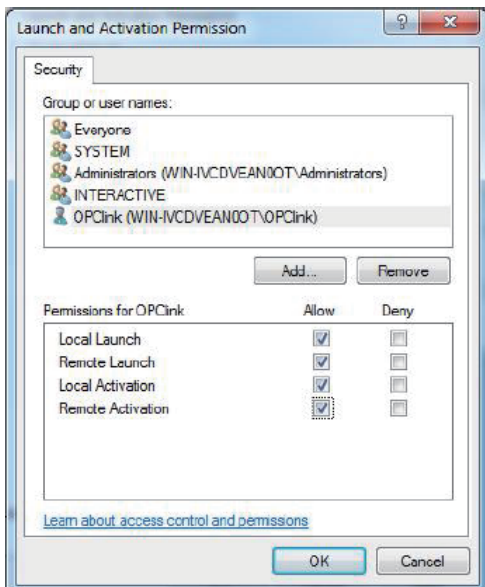 Launch and Activation Permission
Security
Group or user names:
Everyone
SYSTEM
Administrators (WIN-IVCDVEAN0OT\Administrators)
INTERACTIVE
OPClink (WIN-IVCDVEAN0OT\OPClink)
Add... Remove
Permissions for OPClink Allow Deny
Local Launch
Remote Launch
Local Activation
Remote Activation
Learn about access control and permissions
OK Cancel